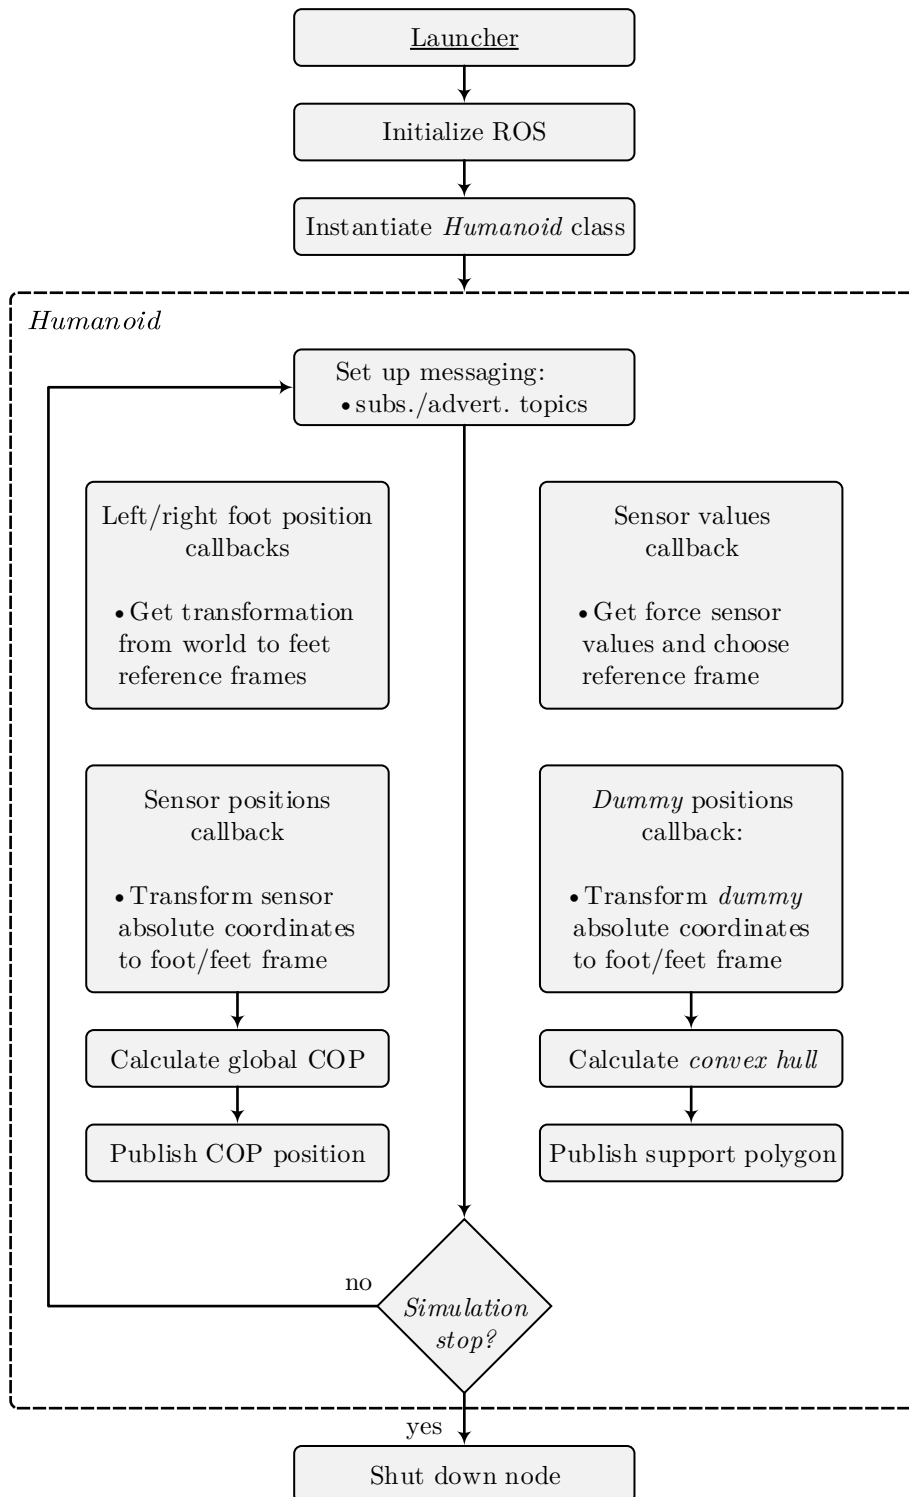 Launcher
Initialize ROS
Instantiate Humanoid class
Humanoid
Set up messaging:
• subs./advert. topics
Left/right foot position
callbacks
• Get transformation
from world to feet
reference frames
Sensor values
callback
• Get force sensor
values and choose
reference frame
Sensor positions
callback
• Transform sensor
absolute coordinates
to foot/feet frame
Dummy positions
callback:
• Transform dummy
absolute coordinates
to foot/feet frame
Calculate global COP
Calculate convex hull
Publish COP position
Publish support polygon
no
Simulation
stop?
yes
Shut down node